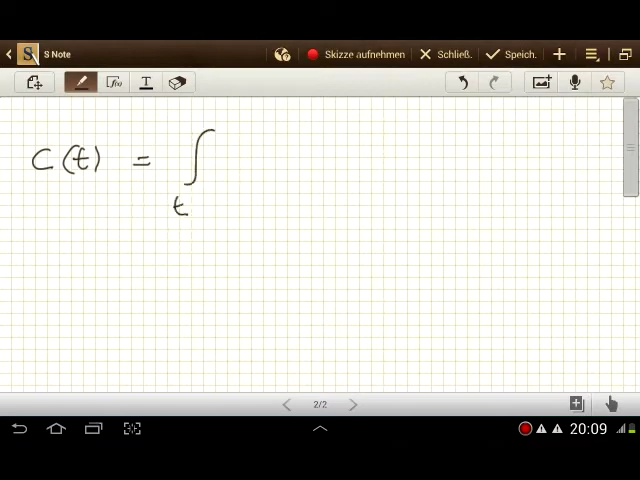 S Note
Skizze aufnehmen
Schließ.
Speich.
f(x)
T
C(t) = ∫
t
2/2
20:09